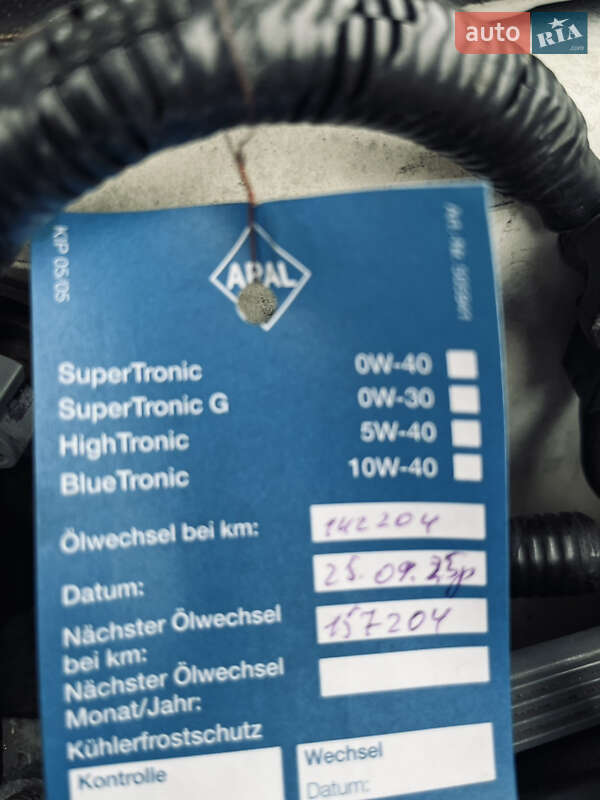 auto RIA .com
KIP 05/05
ARAL
SuperTronic 0W-40
SuperTronic G 0W-30
HighTronic 5W-40
BlueTronic 10W-40
Ölwechsel bei km: 142204
Datum: 25.09.25р
Nächster Ölwechsel
bei km: 157204
Nächster Ölwechsel
Monat/Jahr:
Kühlerfrostschutz
Kontrolle
Wechsel
Datum: